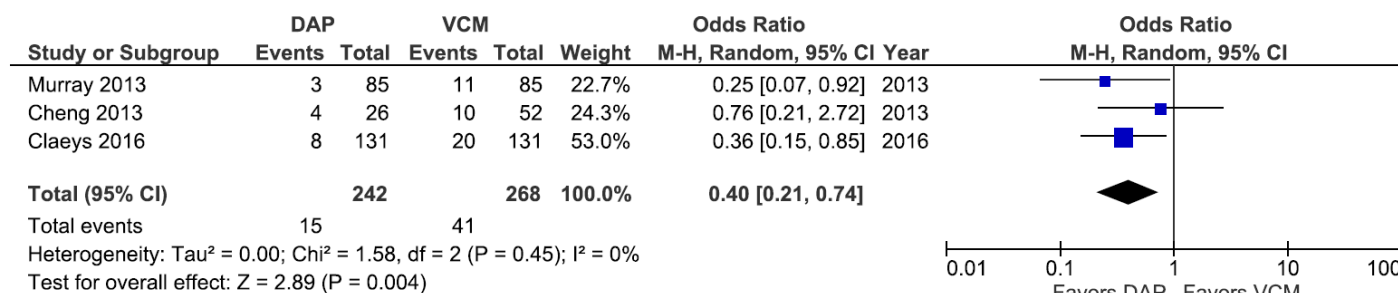 DAP VCM Odds Ratio Odds Ratio
Study or Subgroup Events Total Events Total Weight M-H, Random, 95% CI Year M-H, Random, 95% CI
Murray 2013 3 85 11 85 22.7% 0.25 [0.07, 0.92] 2013
Cheng 2013 4 26 10 52 24.3% 0.76 [0.21, 2.72] 2013
Claeys 2016 8 131 20 131 53.0% 0.36 [0.15, 0.85] 2016
Total (95% CI) 242 268 100.0% 0.40 [0.21, 0.74]
Total events 15 41
Heterogeneity: Tau² = 0.00; Chi² = 1.58, df = 2 (P = 0.45); I² = 0%
Test for overall effect: Z = 2.89 (P = 0.004)
0.01 0.1 1 10 100
Favors DAP Favors VCM